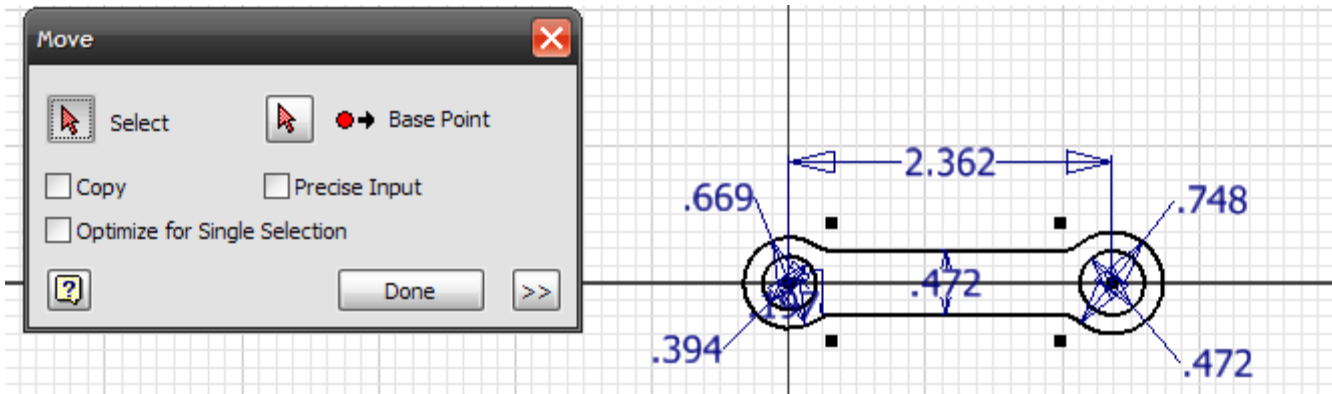 Move
Select
Base Point
Copy
Precise Input
Optimize for Single Selection
?
Done
>>
2.362
.669
.748
.472
.197
.394
.472